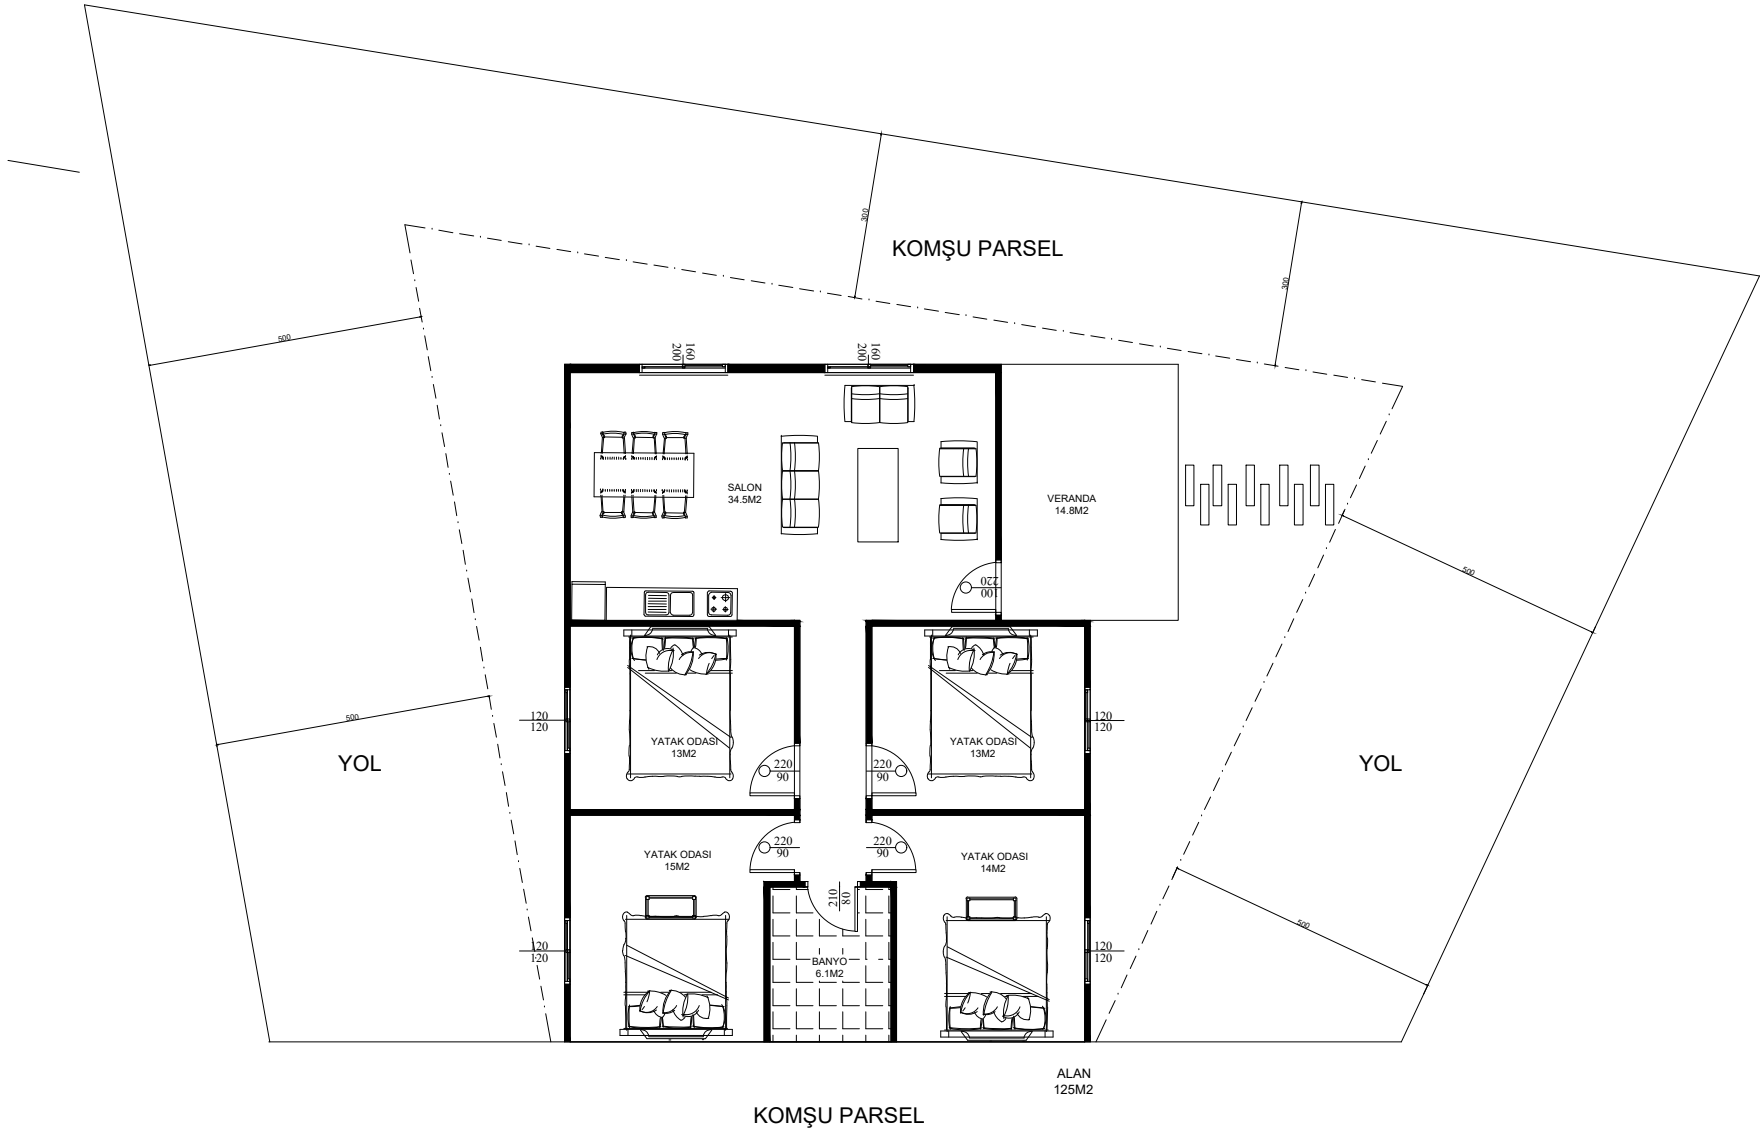 300
KOMŞU PARSEL
300
500
160
200
160
200
SALON
34.5M2
VERANDA
14.8M2
220
100
500
500
120
120
YATAK ODASI
13M2
YATAK ODASI
13M2
120
120
YOL
220
90
220
90
YOL
220
90
220
90
YATAK ODASI
15M2
YATAK ODASI
14M2
210
80
500
120
120
BANYO
6.1M2
120
120
ALAN
125M2
KOMŞU PARSEL